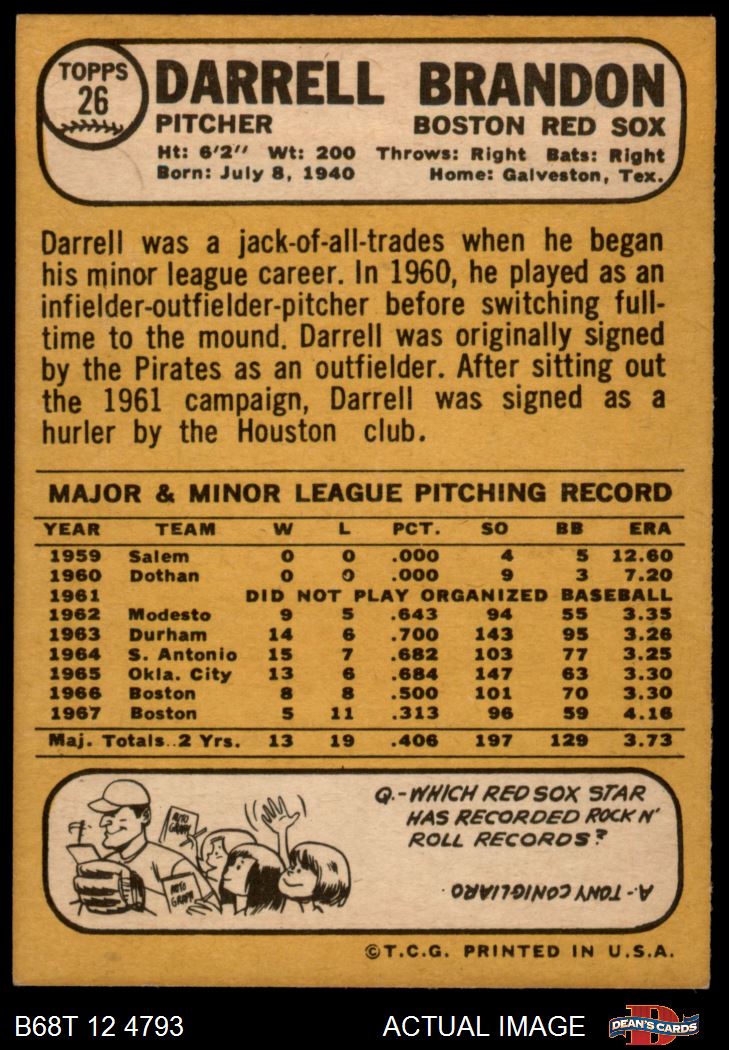 TOPPS
26
DARRELL BRANDON
PITCHER BOSTON RED SOX
Ht: 6'2" Wt: 200 Throws: Right Bats: Right
Born: July 8, 1940 Home: Galveston, Tex.
Darrell was a jack-of-all-trades when he began
his minor league career. In 1960, he played as an
infielder-outfielder-pitcher before switching full-
time to the mound. Darrell was originally signed
by the Pirates as an outfielder. After sitting out
the 1961 campaign, Darrell was signed as a
hurler by the Houston club.
MAJOR & MINOR LEAGUE PITCHING RECORD
YEAR TEAM W L PCT. SO BB ERA
1959 Salem 0 0 .000 4 5 12.60
1960 Dothan 0 0 .000 9 3 7.20
1961 DID NOT PLAY ORGANIZED BASEBALL
1962 Modesto 9 5 .643 94 55 3.35
1963 Durham 14 6 .700 143 95 3.26
1964 S. Antonio 15 7 .682 103 77 3.25
1965 Okla. City 13 6 .684 147 63 3.30
1966 Boston 8 8 .500 101 70 3.30
1967 Boston 5 11 .313 96 59 4.16
Maj. Totals..2 Yrs. 13 19 .406 197 129 3.73
AUTO
GRAPH
AUTO
GRAPH
Q.-WHICH RED SOX STAR
HAS RECORDED ROCK N'
ROLL RECORDS?
A.-TONY CONIGLIARO
©T.C.G. PRINTED IN U.S.A.
B68T 12 4793 ACTUAL IMAGE
D
DEAN'S CARDS